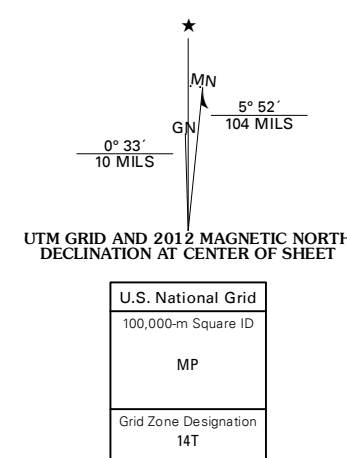 ★
MN
GN
5° 52´
104 MILS
0° 33´
10 MILS
UTM GRID AND 2012 MAGNETIC NORTH
DECLINATION AT CENTER OF SHEET
U.S. National Grid
100,000-m Square ID
MP
Grid Zone Designation
14T